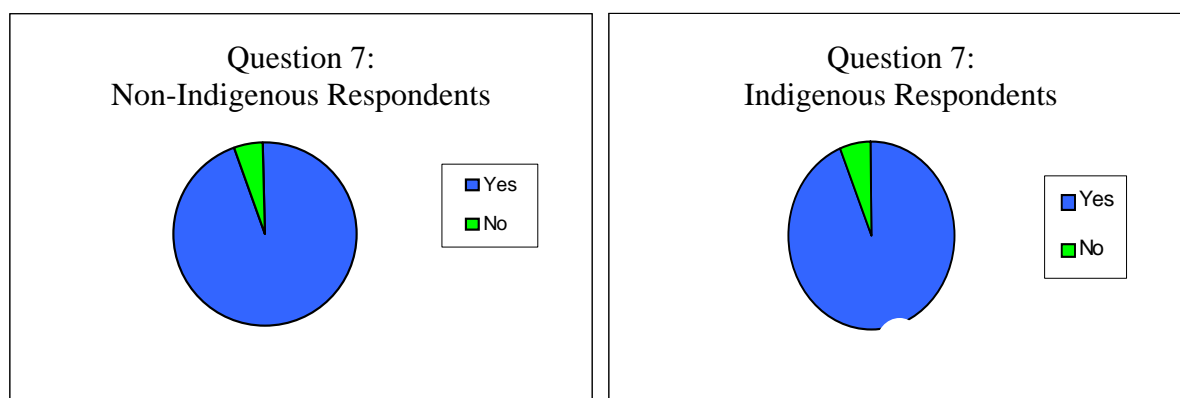 Question 7:
Non-Indigenous Respondents
Yes
No
Question 7:
Indigenous Respondents
Yes
No